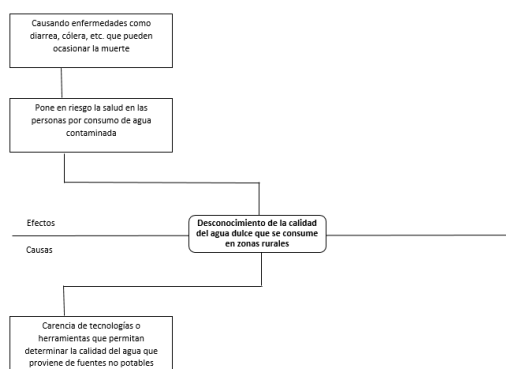 Causando enfermedades como
diarrea, cólera, etc. que pueden
ocasionar la muerte
Pone en riesgo la salud en las
personas por consumo de agua
contaminada
Efectos
Desconocimiento de la calidad
del agua dulce que se consume
en zonas rurales
Causas
Carencia de tecnologías o
herramientas que permitan
determinar la calidad del agua que
proviene de fuentes no potables